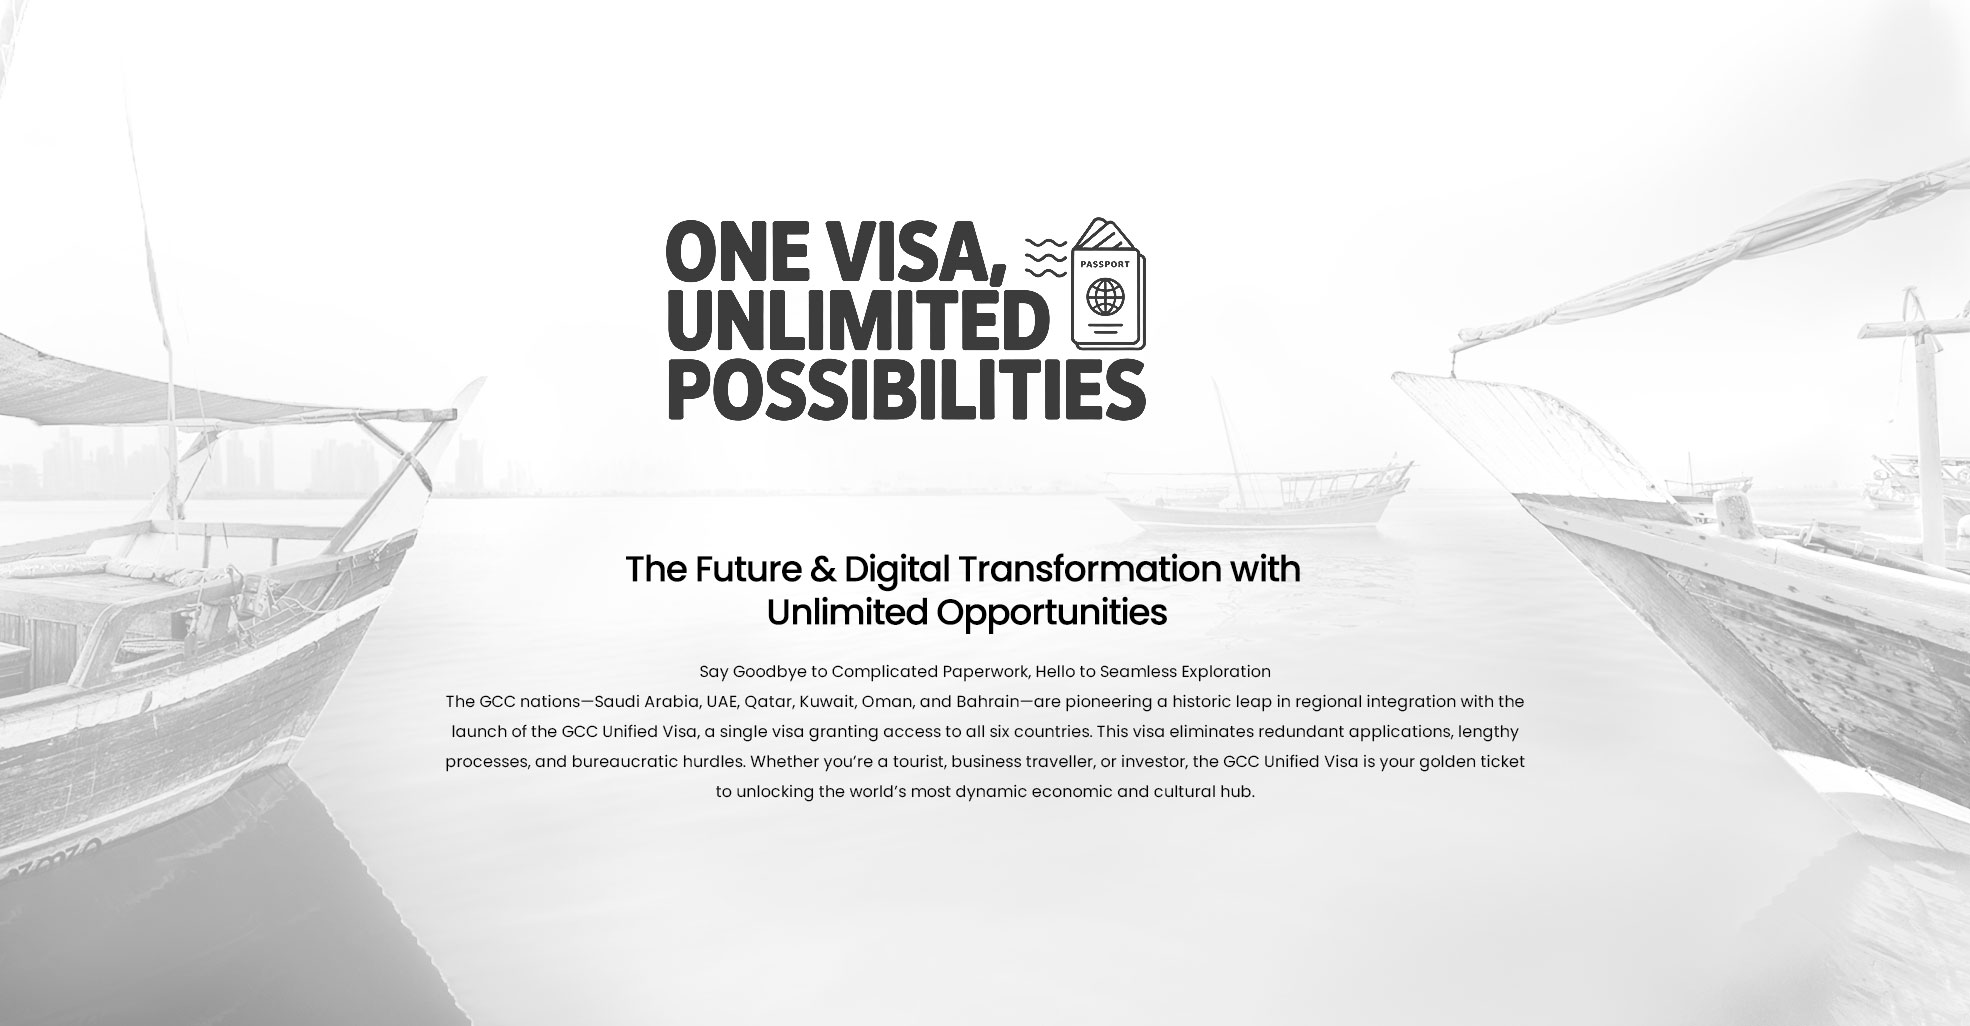 ONE VISA,
UNLIMITED
POSSIBILITIES
PASSPORT
The Future & Digital Transformation with
Unlimited Opportunities
Say Goodbye to Complicated Paperwork, Hello to Seamless Exploration
The GCC nations—Saudi Arabia, UAE, Qatar, Kuwait, Oman, and Bahrain—are pioneering a historic leap in regional integration with the
launch of the GCC Unified Visa, a single visa granting access to all six countries. This visa eliminates redundant applications, lengthy
processes, and bureaucratic hurdles. Whether you’re a tourist, business traveller, or investor, the GCC Unified Visa is your golden ticket
to unlocking the world’s most dynamic economic and cultural hub.